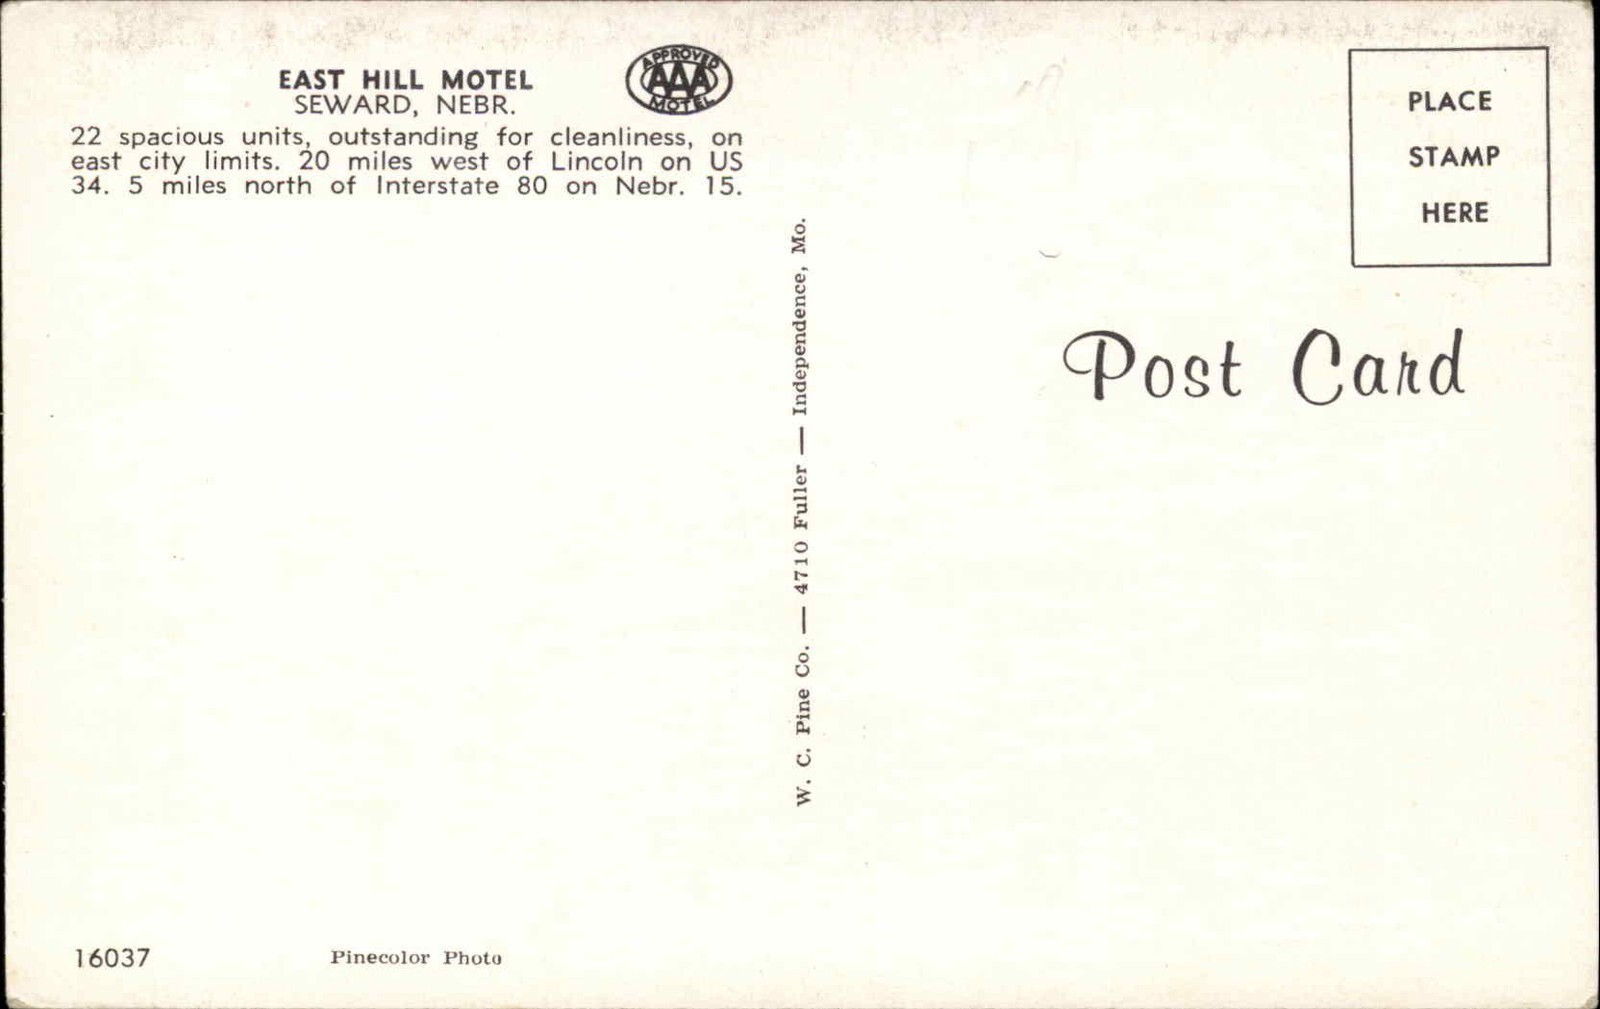 EAST HILL MOTEL
SEWARD, NEBR.
APPROVED
AAA
MOTEL
22 spacious units, outstanding for cleanliness, on
east city limits. 20 miles west of Lincoln on US
34. 5 miles north of Interstate 80 on Nebr. 15.
W. C. Pine Co. — 4710 Fuller — Independence, Mo.
PLACE
STAMP
HERE
Post Card
16037
Pinecolor Photo